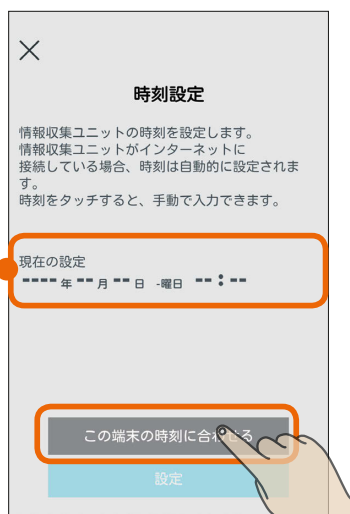 時刻設定
情報収集ユニットの時刻を設定します。
情報収集ユニットがインターネットに
接続している場合、時刻は自動的に設定されま
す。
時刻をタッチすると、手動で入力できます。
現在の設定
----年--月--日 -曜日 --:--
この端末の時刻に合わせる
設定